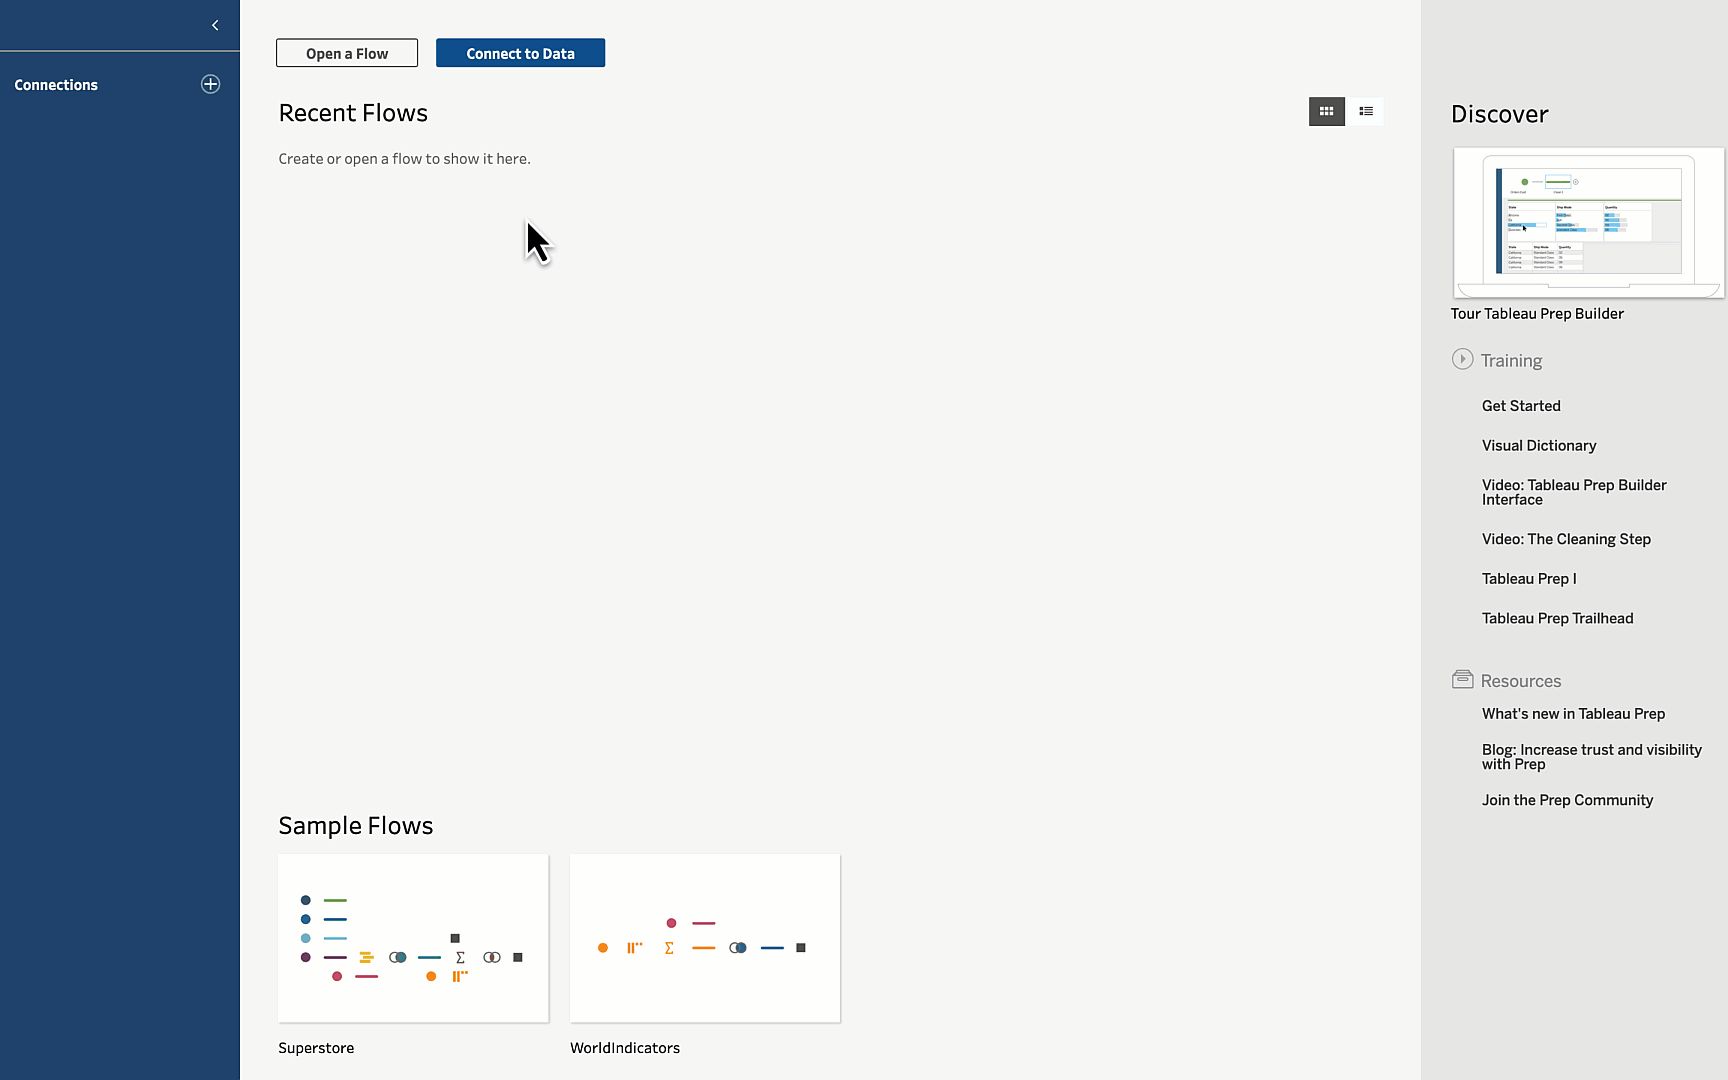 Connections
Open a Flow
Connect to Data
Recent Flows
Create or open a flow to show it here.
Sample Flows
Superstore
WorldIndicators
Discover
Tour Tableau Prep Builder
Training
Get Started
Visual Dictionary
Video: Tableau Prep Builder
Interface
Video: The Cleaning Step
Tableau Prep I
Tableau Prep Trailhead
Resources
What's new in Tableau Prep
Blog: Increase trust and visibility
with Prep
Join the Prep Community